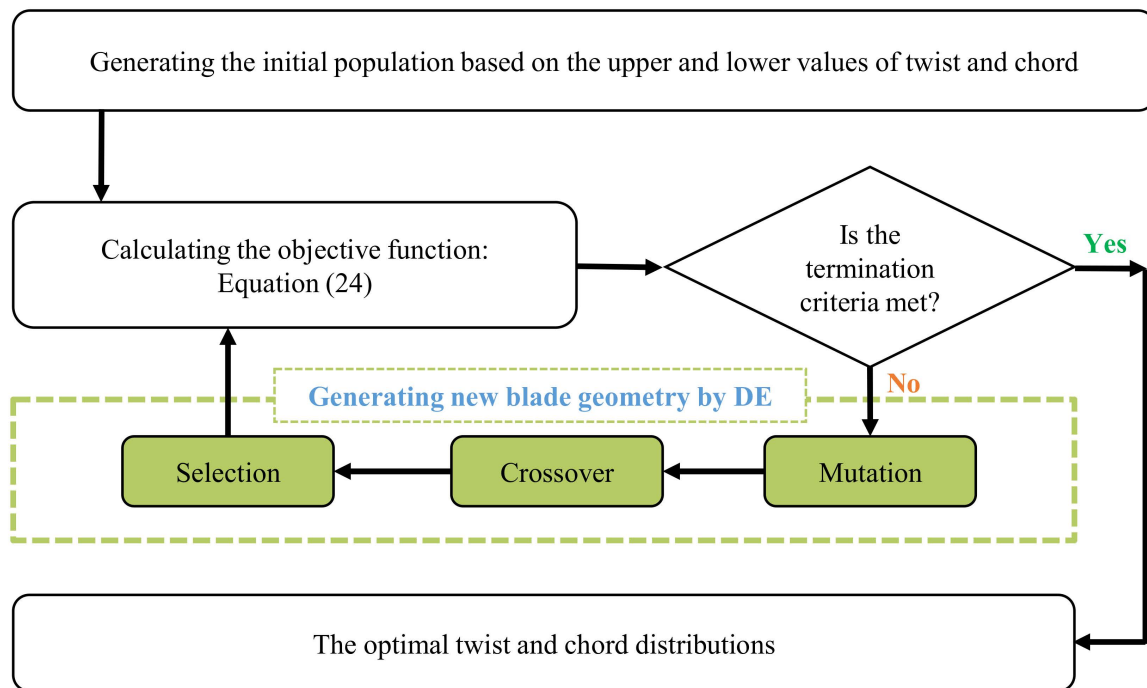 Generating the initial population based on the upper and lower values of twist and chord
Calculating the objective function:
Equation (24)
Is the
termination
criteria met?
Yes
No
Generating new blade geometry by DE
Selection
Crossover
Mutation
The optimal twist and chord distributions